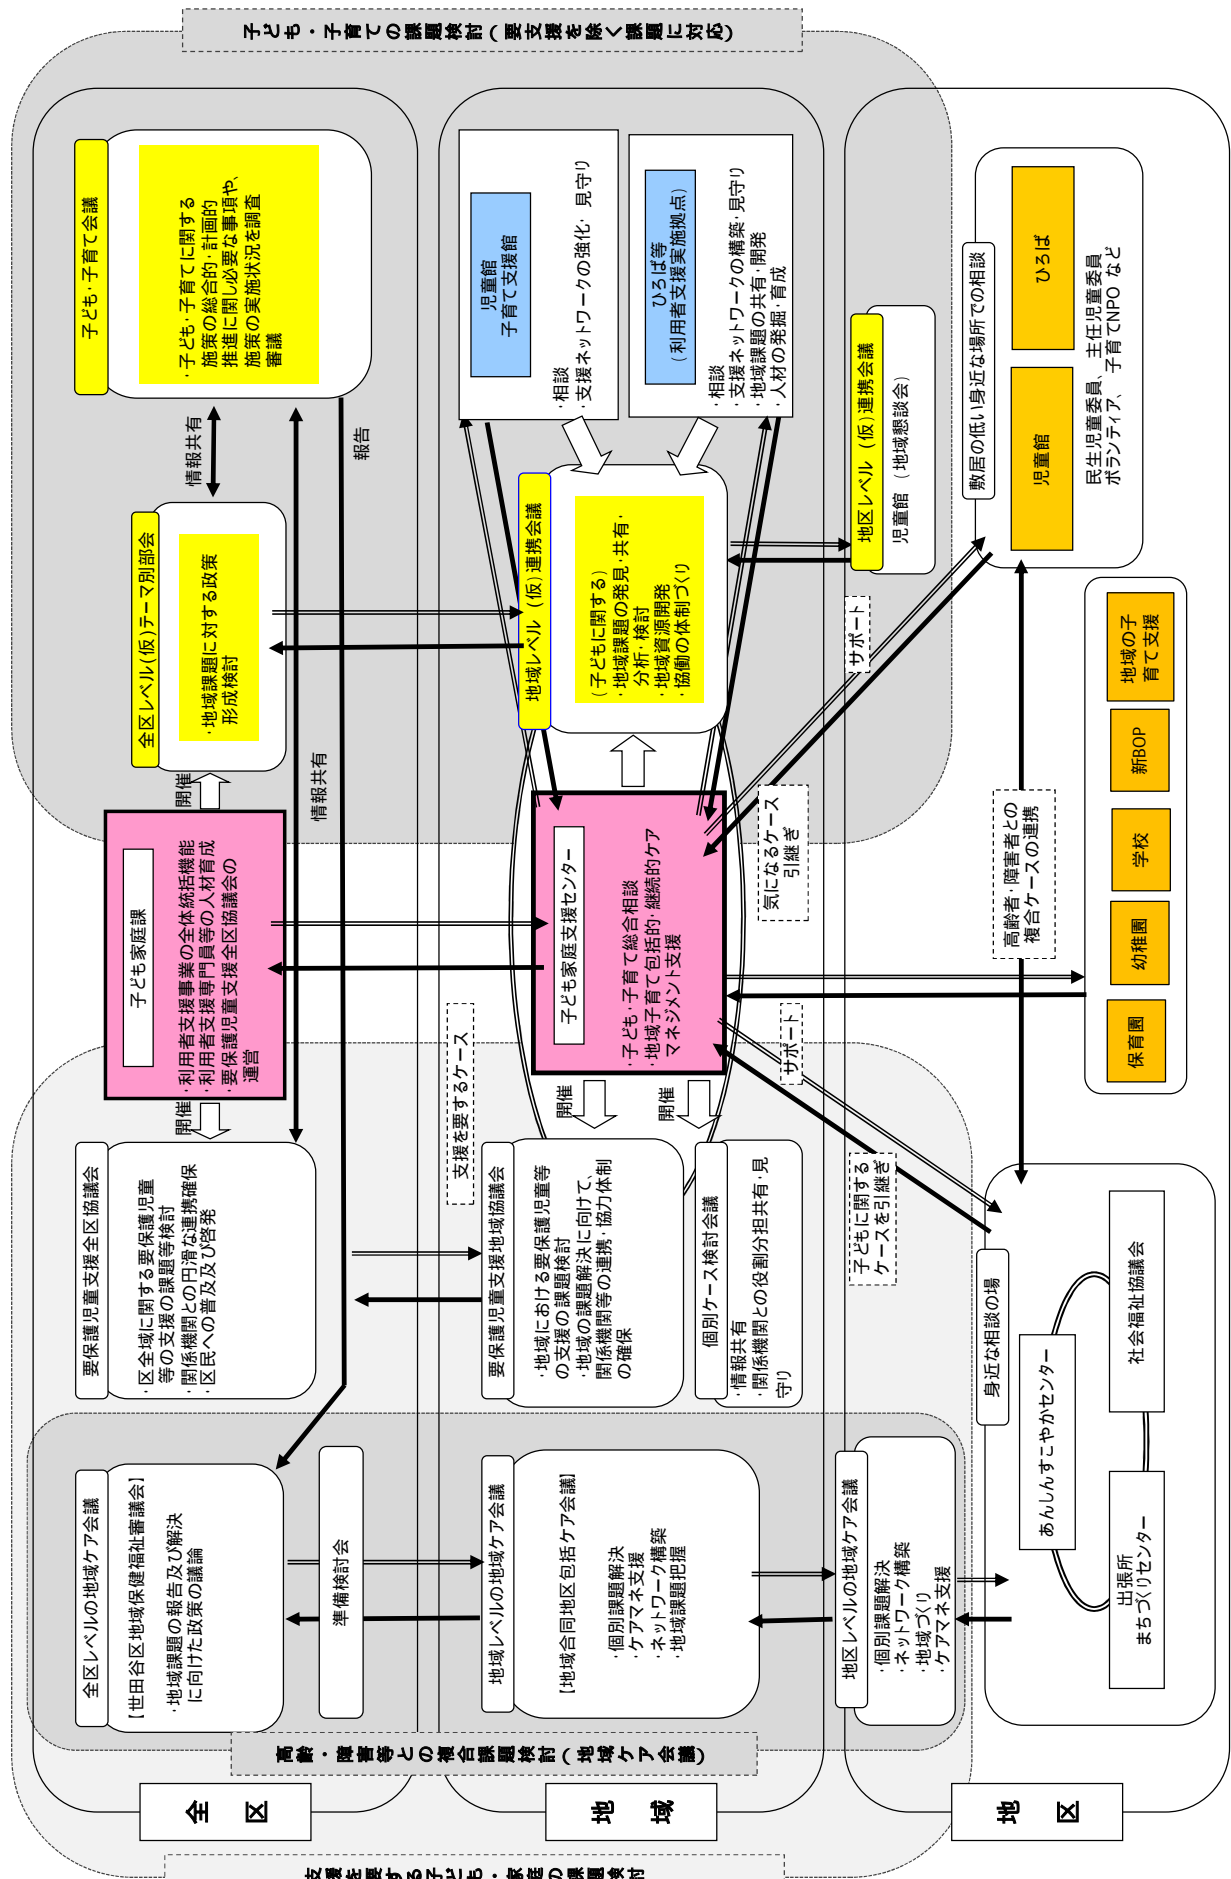 支援を要する子ども・家庭の課題検討
全区
地域
地区
高齢・障害等との複合課題検討(地域ケア会議)
全区レベルの地域ケア会議
【世田谷区地域保健福祉審議会】
・地域課題の報告及び解決
に向けた政策の議論
準備検討会
地域レベルの地域ケア会議
【地域合同地区包括ケア会議】
・個別課題解決
・ケアマネ支援
・ネットワーク構築
・地域課題把握
地区レベルの地域ケア会議
・個別課題解決
・ネットワーク構築
・地域づくり
・ケアマネ支援
身近な相談の場
あんしんすこやかセンター
出張所
まちづくりセンター
社会福祉協議会
要保護児童支援全区協議会
・区全域に関する要保護児童
等の支援の課題等検討
・関係機関との円滑な連携確保
・区民への普及及び啓発
支援を要するケース
要保護児童支援地域協議会
・地域における要保護児童等
の支援の課題検討
・地域の課題解決に向けて、
関係機関等の連携・協力体制
の確保
個別ケース検討会議
・情報共有
・関係機関との役割分担共有・見
守り
子どもに関する
ケースを引継ぎ
サポート
開催
開催
開催
子ども家庭課
・利用者支援事業の全体統括機能
・利用者支援専門員等の人材育成
・要保護児童支援全区協議会の
運営
開催
情報共有
子ども家庭支援センター
・子ども・子育て総合相談
・地域子育て包括的・継続的ケア
マネジメント支援
気になるケース
引継ぎ
高齢者・障害者との
複合ケースの連携
保育園
幼稚園
学校
新BOP
地域の子
育て支援
全区レベル(仮)テーマ別部会
・地域課題に対する政策
形成検討
情報共有
報告
地域レベル(仮)連携会議
(子どもに関する)
・地域課題の発見・共有・
分析・検討
・地域資源開発
・協働の体制づくり
サポート
地区レベル(仮)連携会議
児童館(地域懇談会)
子ども・子育て会議
・子ども・子育てに関する
施策の総合的・計画的
推進に関し必要な事項や、
施策の実施状況を調査
審議
児童館
子育て支援館
・相談
・支援ネットワークの強化・見守り
ひろば等
(利用者支援実施拠点)
・相談
・支援ネットワークの構築・見守り
・地域課題の共有・開発
・人材の発掘・育成
敷居の低い身近な場所での相談
児童館
ひろば
民生児童委員、主任児童委員
ボランティア、子育てNPO など
子ども・子育ての課題検討(要支援を除く課題に対応)